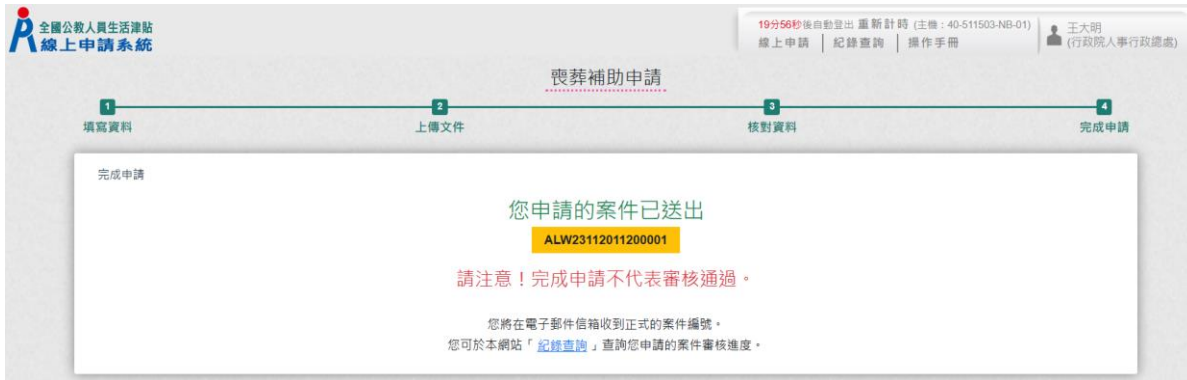 全國公教人員生活津貼
線上申請系統
19分56秒後自動登出 重新計時 (主機：40-511503-NB-01)
線上申請 │ 紀錄查詢 │ 操作手冊
王大明
(行政院人事行政總處)
喪葬補助申請
1 2 3 4
填寫資料 上傳文件 核對資料 完成申請
完成申請
您申請的案件已送出
ALW23112011200001
請注意！完成申請不代表審核通過。
您將在電子郵件信箱收到正式的案件編號。
您可於本網站「 紀錄查詢 」查詢您申請的案件審核進度。